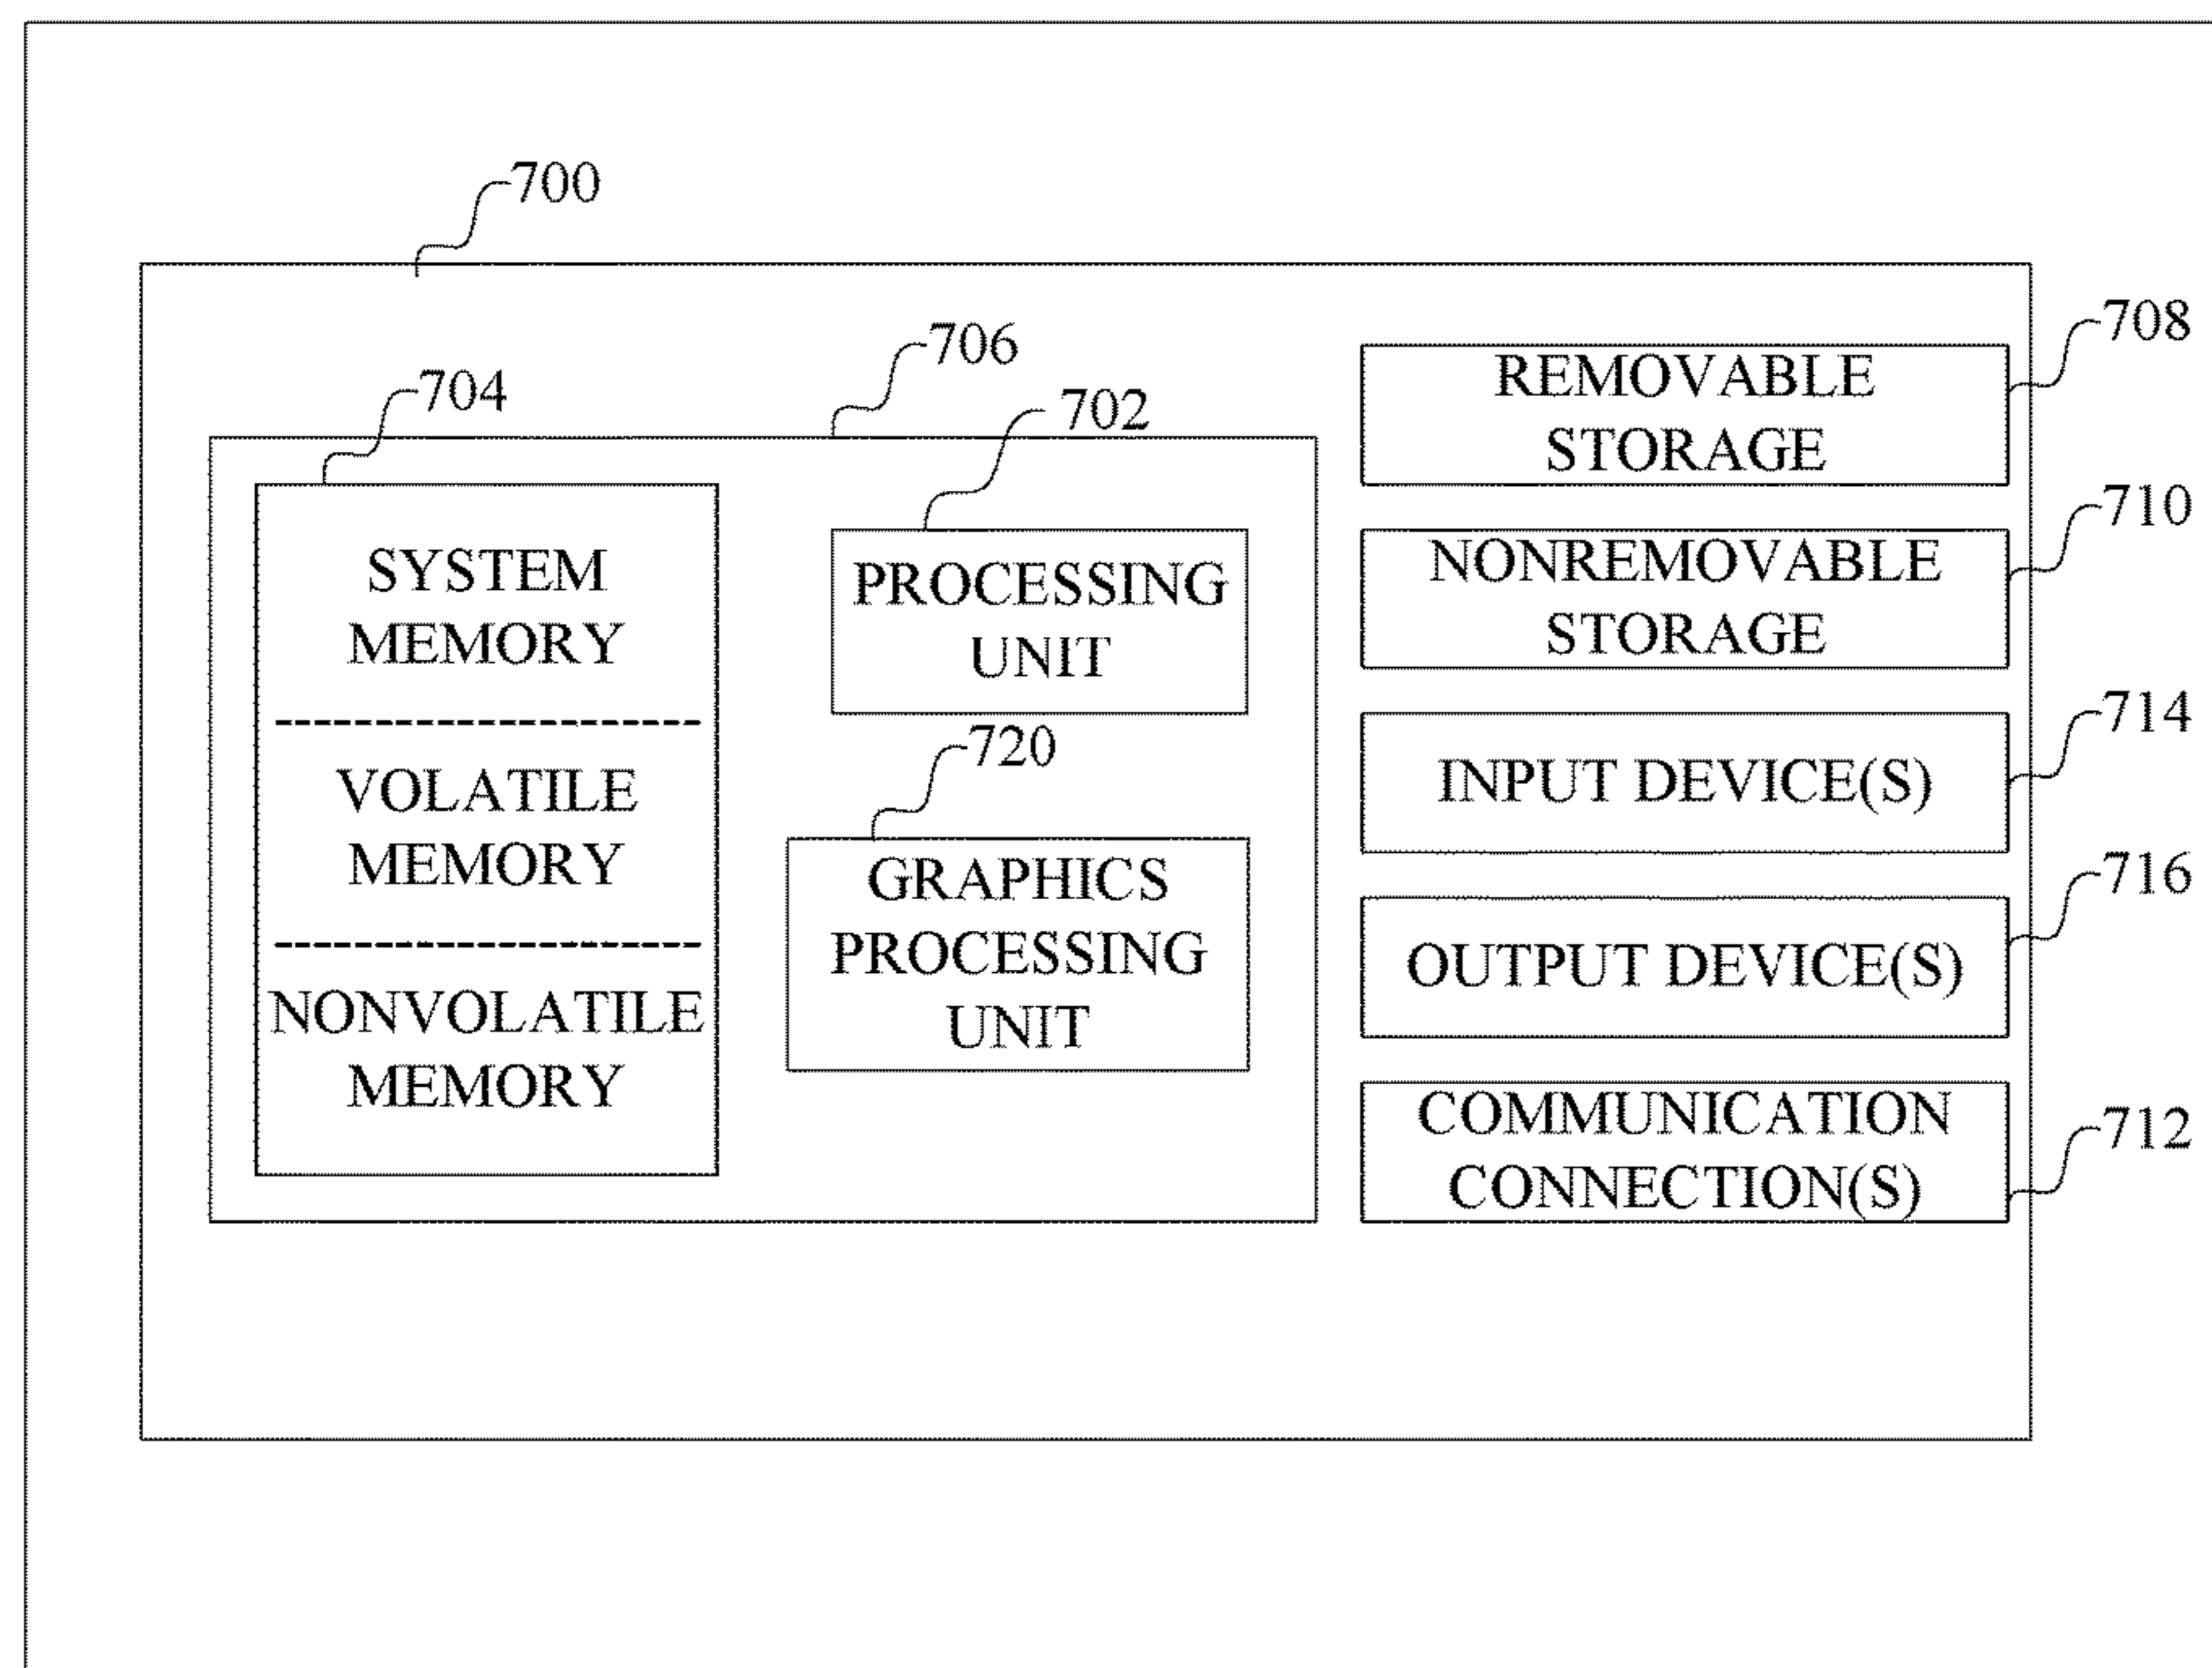 700
706
704
702
SYSTEM
MEMORY
VOLATILE
MEMORY
NONVOLATILE
MEMORY
PROCESSING
UNIT
720
GRAPHICS
PROCESSING
UNIT
708
REMOVABLE
STORAGE
710
NONREMOVABLE
STORAGE
714
INPUT DEVICE(S)
716
OUTPUT DEVICE(S)
712
COMMUNICATION
CONNECTION(S)